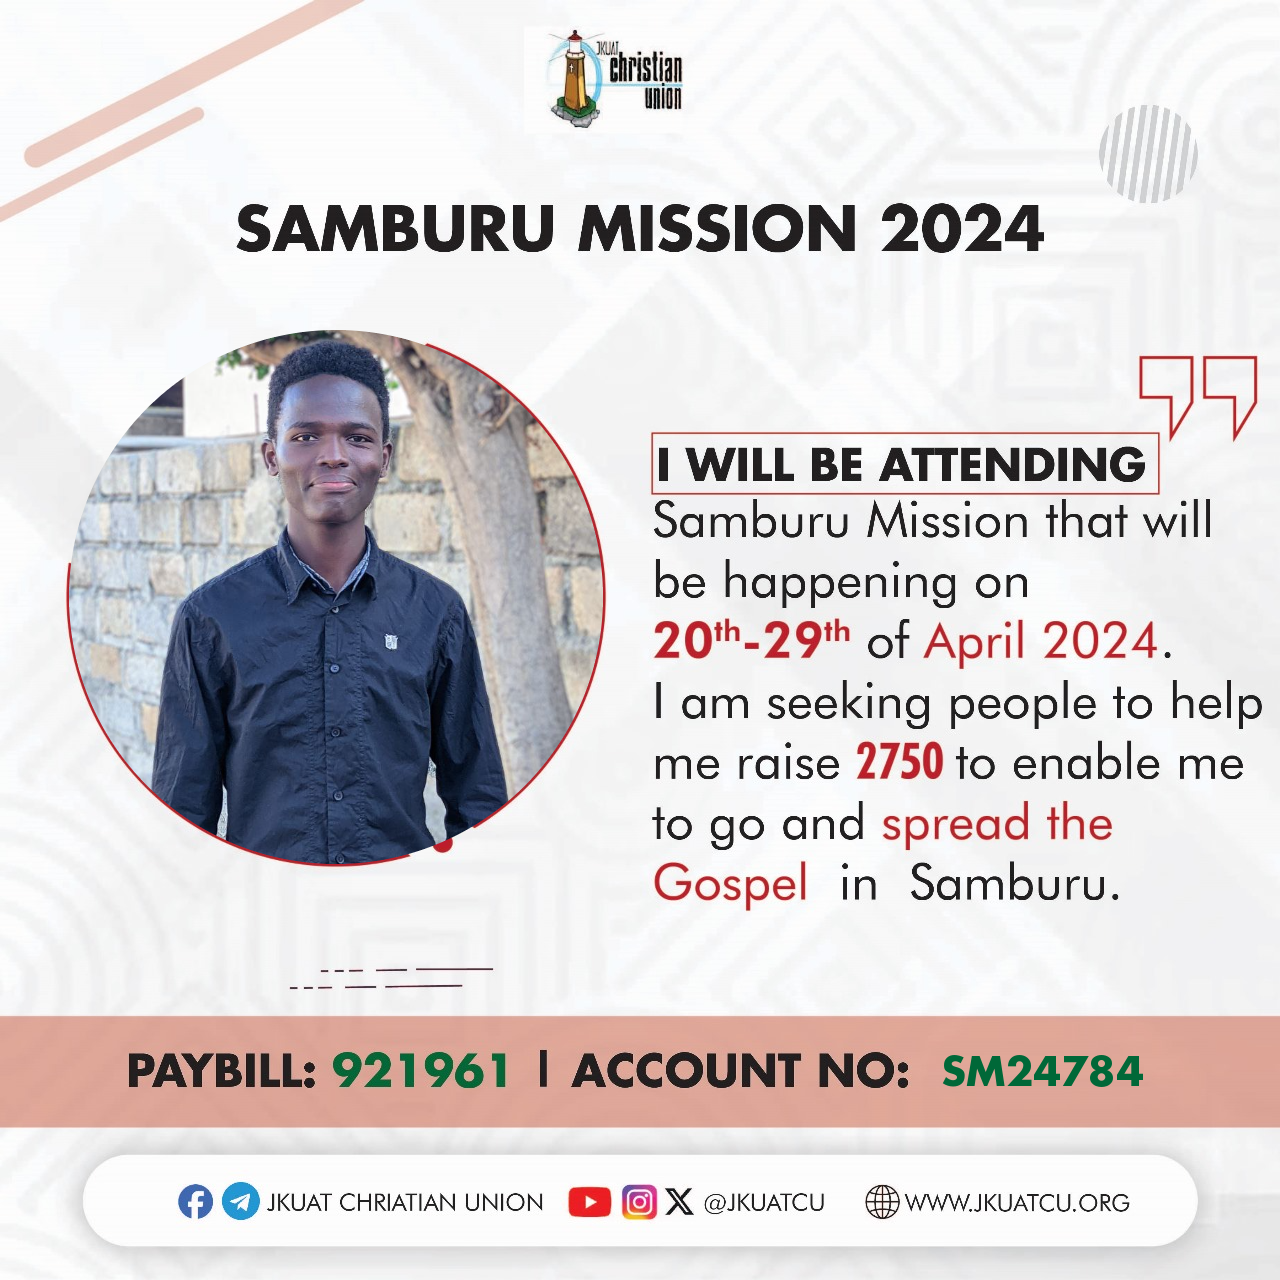 JKUAT
christian
union
SAMBURU MISSION 2024
I WILL BE ATTENDING
Samburu Mission that will
be happening on
20th-29th of April 2024.
I am seeking people to help
me raise 2750 to enable me
to go and spread the
Gospel in Samburu.
PAYBILL: 921961 | ACCOUNT NO: SM24784
JKUAT CHRIATIAN UNION @JKUATCU WWW.JKUATCU.ORG